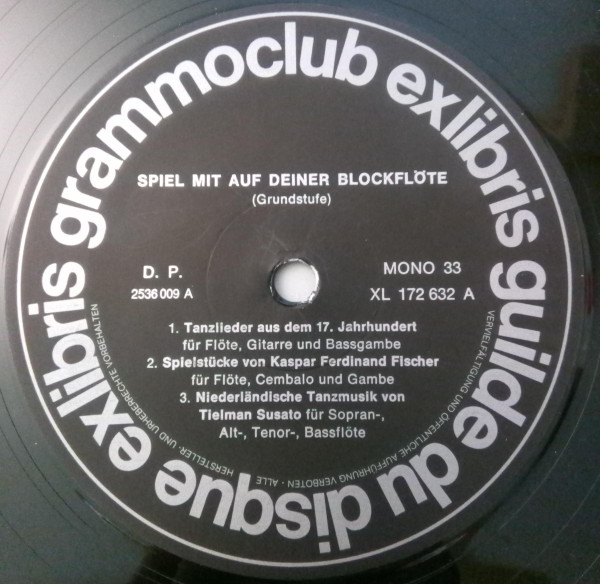 grammoclub exlibris guilde du disque exlibris
SPIEL MIT AUF DEINER BLOCKFLÖTE
(Grundstufe)
D. P.
MONO 33
2536 009 A
XL 172 632 A
1. Tanzlieder aus dem 17. Jahrhundert
für Flöte, Gitarre und Bassgambe
2. Spielstücke von Kaspar Ferdinand Fischer
für Flöte, Cembalo und Gambe
3. Niederländische Tanzmusik von
Tielman Susato für Sopran-,
Alt-, Tenor-, Bassflöte
VERVIELFÄLTIGUNG UND ÖFFENTLICHE AUFFÜHRUNG VERBOTEN - ALLE HERSTELLER- UND URHEBERRECHTE VORBEHALTEN